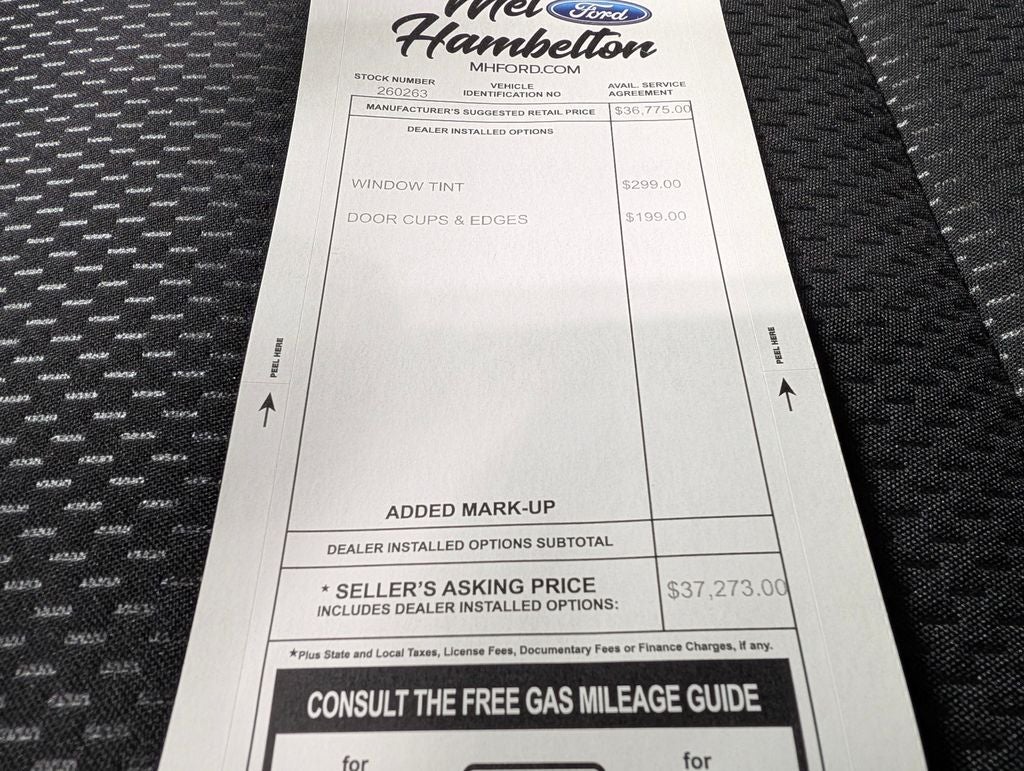 Mel Ford
Hambelton
MHFORD.COM
STOCK NUMBER
260263
VEHICLE
IDENTIFICATION NO
AVAIL. SERVICE
AGREEMENT
MANUFACTURER'S SUGGESTED RETAIL PRICE $36,775.00
DEALER INSTALLED OPTIONS
WINDOW TINT $299.00
DOOR CUPS & EDGES $199.00
PEEL HERE
PEEL HERE
ADDED MARK-UP
DEALER INSTALLED OPTIONS SUBTOTAL
* SELLER'S ASKING PRICE $37,273.00
INCLUDES DEALER INSTALLED OPTIONS:
*Plus State and Local Taxes, License Fees, Documentary Fees or Finance Charges, if any.
CONSULT THE FREE GAS MILEAGE GUIDE
for for